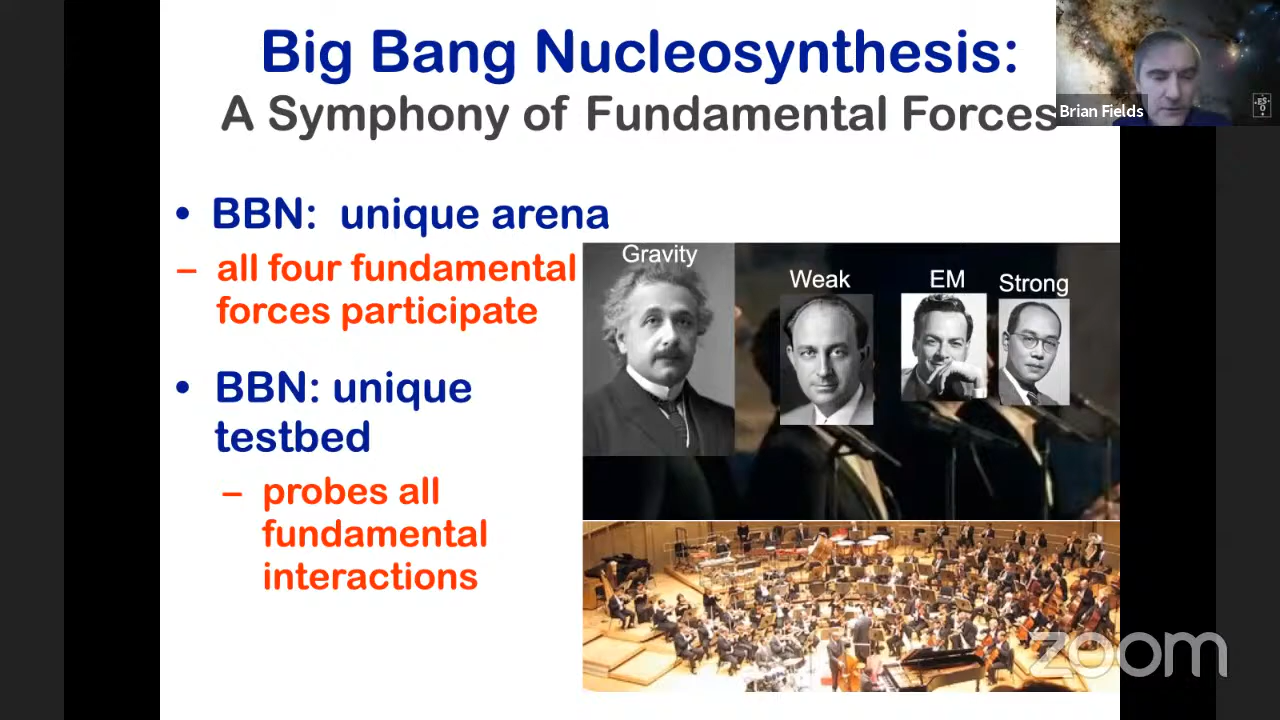 Big Bang Nucleosynthesis:
A Symphony of Fundamental Forces
Brian Fields
• BBN: unique arena
– all four fundamental
forces participate
• BBN: unique
testbed
– probes all
fundamental
interactions
Gravity
Weak
EM
Strong
zoom